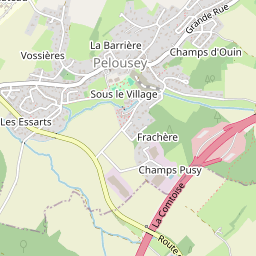 Grande Rue
La Barrière
Champs d'Ouin
Vossières
Pelousey
Sous le Village
Les Essarts
Frachère
Champs Pusy
La Comtoise
Route